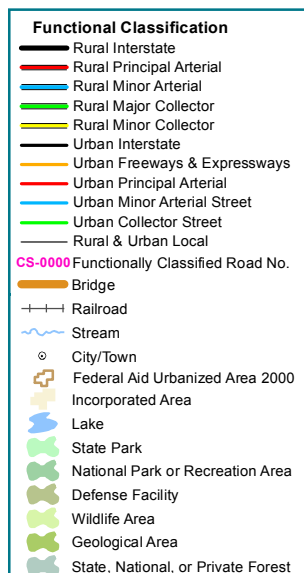 Functional Classification
Rural Interstate
Rural Principal Arterial
Rural Minor Arterial
Rural Major Collector
Rural Minor Collector
Urban Interstate
Urban Freeways & Expressways
Urban Principal Arterial
Urban Minor Arterial Street
Urban Collector Street
Rural & Urban Local
CS-0000 Functionally Classified Road No.
Bridge
Railroad
Stream
City/Town
Federal Aid Urbanized Area 2000
Incorporated Area
Lake
State Park
National Park or Recreation Area
Defense Facility
Wildlife Area
Geological Area
State, National, or Private Forest